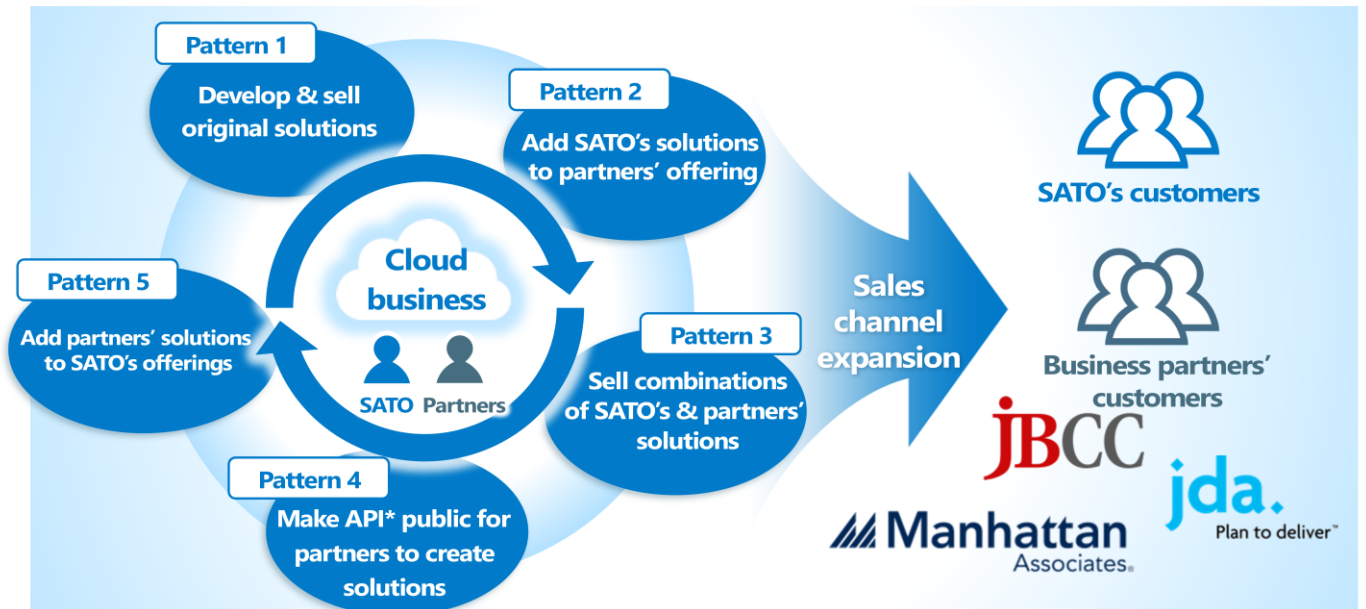 Pattern 1
Develop & sell
original solutions
Pattern 2
Add SATO's solutions
to partners' offering
Pattern 3
Sell combinations
of SATO's & partners'
solutions
Pattern 4
Make API* public for
partners to create
solutions
Pattern 5
Add partners' solutions
to SATO's offerings
Cloud
business
SATO Partners
Sales
channel
expansion
SATO's customers
Business partners'
customers
JBCC
jda.
Plan to deliver™
Manhattan
Associates®